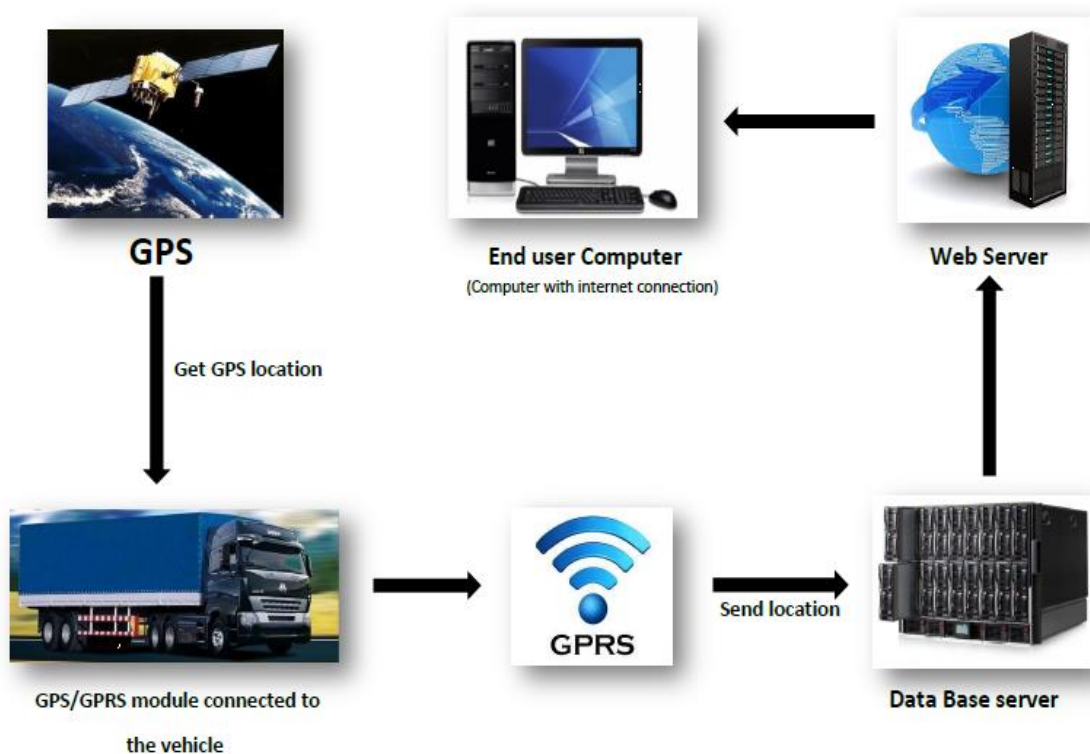 GPS
End user Computer
(Computer with internet connection)
Web Server
Get GPS location
GPRS
Send location
GPS/GPRS module connected to
the vehicle
Data Base server